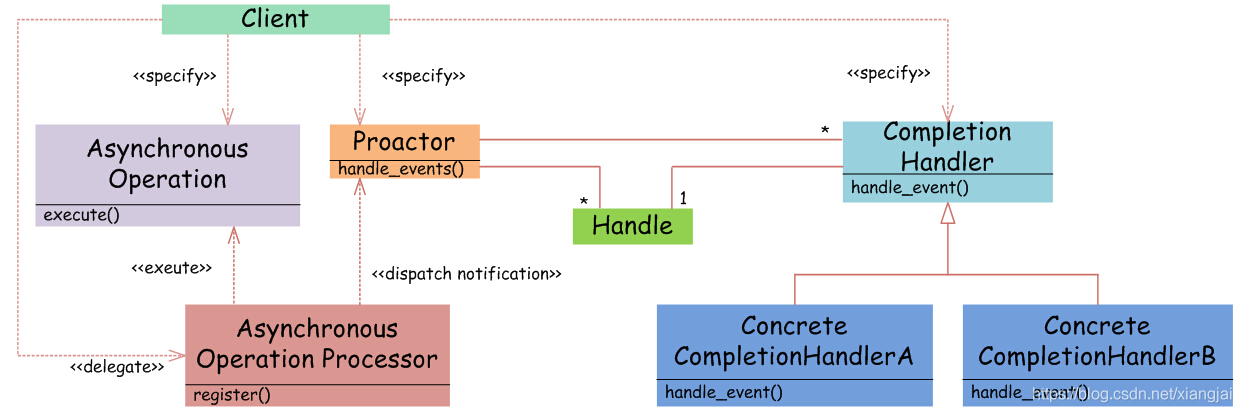 Client
<<specify>>
<<specify>>
<<specify>>
Asynchronous
Operation
execute()
Proactor
handle_events()
*
Completion
Handler
handle_event()
*
1
Handle
<<exeute>>
<<dispatch notification>>
Asynchronous
Operation Processor
register()
<<delegate>>
Concrete
CompletionHandlerA
handle_event()
Concrete
CompletionHandlerB
handle_event()
https://blog.csdn.net/xiangjai